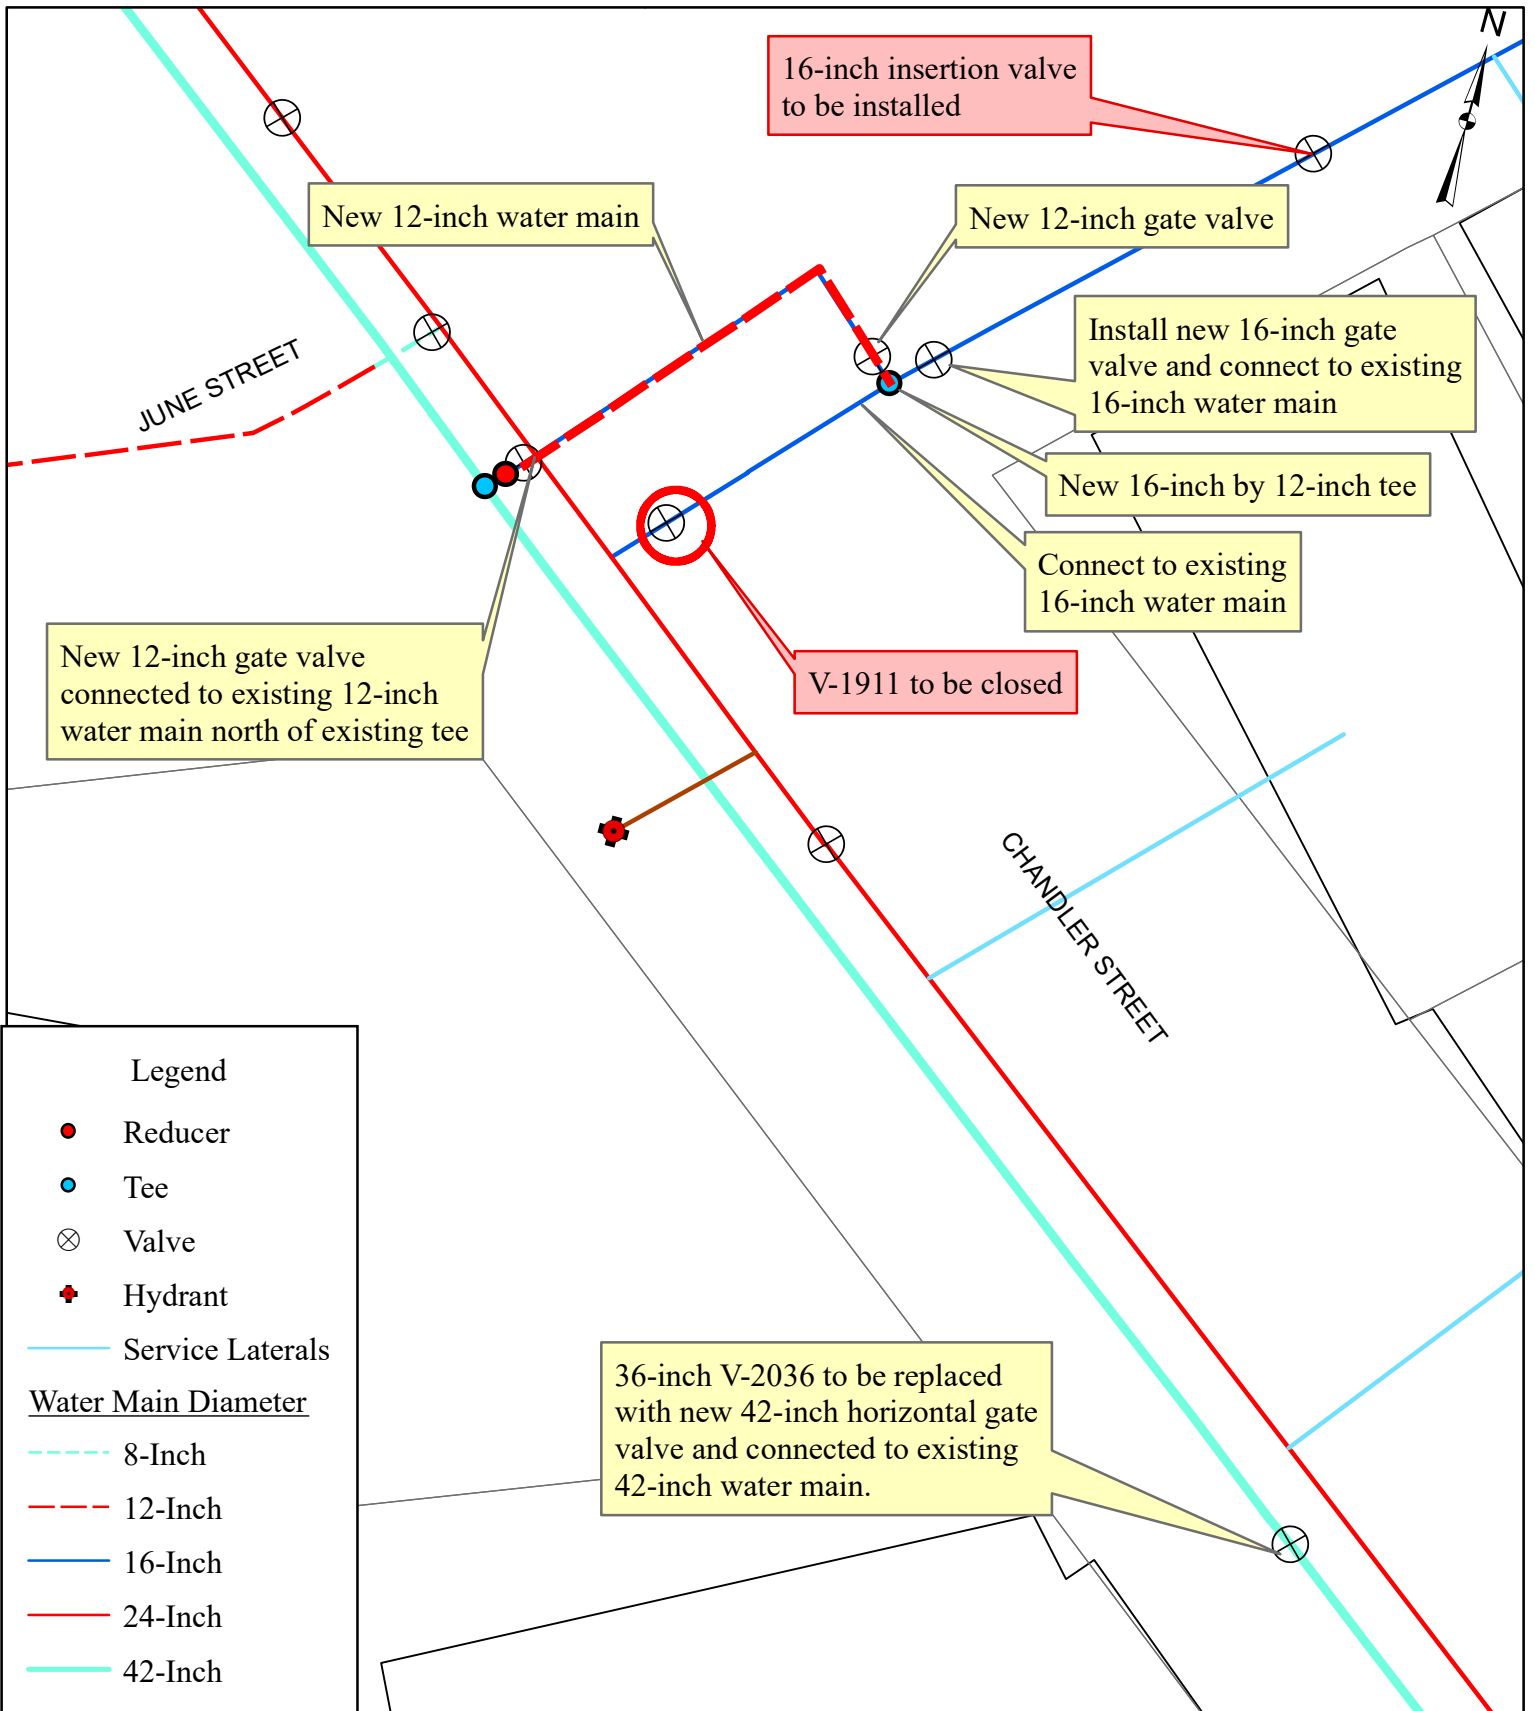 N
16-inch insertion valve
to be installed
New 12-inch water main
New 12-inch gate valve
Install new 16-inch gate
valve and connect to existing
16-inch water main
JUNE STREET
New 16-inch by 12-inch tee
Connect to existing
16-inch water main
New 12-inch gate valve
connected to existing 12-inch
water main north of existing tee
V-1911 to be closed
CHANDLER STREET
Legend
Reducer
Tee
Valve
Hydrant
Service Laterals
Water Main Diameter
8-Inch
12-Inch
16-Inch
24-Inch
42-Inch
36-inch V-2036 to be replaced
with new 42-inch horizontal gate
valve and connected to existing
42-inch water main.